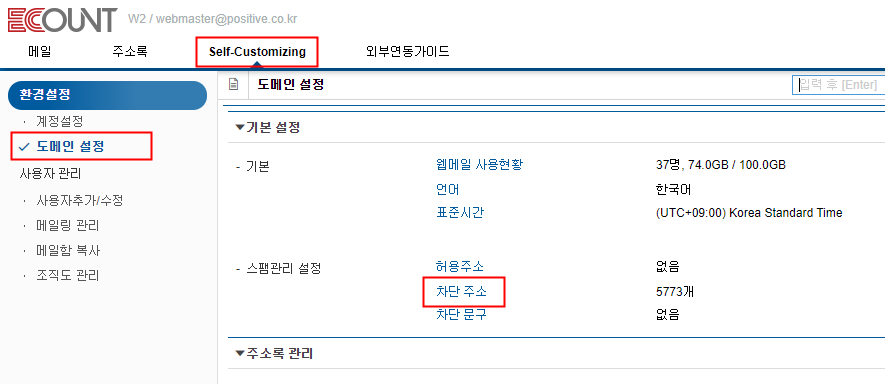 ECOUNT W2 / webmaster@positive.co.kr
메일 주소록 Self-Customizing 외부연동가이드
환경설정
· 계정설정
도메인 설정
사용자 관리
· 사용자추가/수정
· 메일링 관리
· 메일함 복사
· 조직도 관리
도메인 설정 입력 후 [Enter]
▼기본 설정
- 기본 웹메일 사용현황 37명, 74.0GB / 100.0GB
언어 한국어
표준시간 (UTC+09:00) Korea Standard Time
- 스팸관리 설정 허용주소 없음
차단 주소 5773개
차단 문구 없음
▼주소록 관리